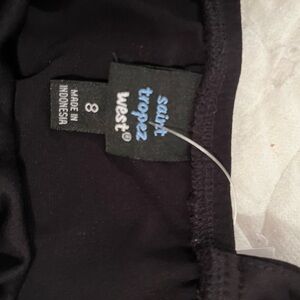 saint
tropez
west®
8
MADE IN
INDONESIA